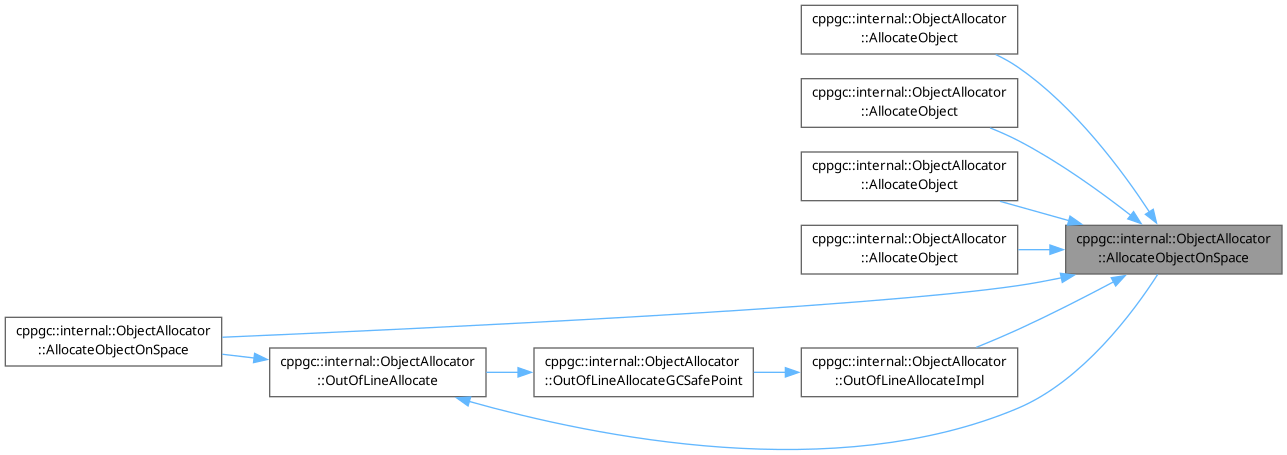 cppgc::internal::ObjectAllocator
::AllocateObject
cppgc::internal::ObjectAllocator
::AllocateObject
cppgc::internal::ObjectAllocator
::AllocateObject
cppgc::internal::ObjectAllocator
::AllocateObject
cppgc::internal::ObjectAllocator
::AllocateObjectOnSpace
cppgc::internal::ObjectAllocator
::AllocateObjectOnSpace
cppgc::internal::ObjectAllocator
::OutOfLineAllocate
cppgc::internal::ObjectAllocator
::OutOfLineAllocateGCSafePoint
cppgc::internal::ObjectAllocator
::OutOfLineAllocateImpl